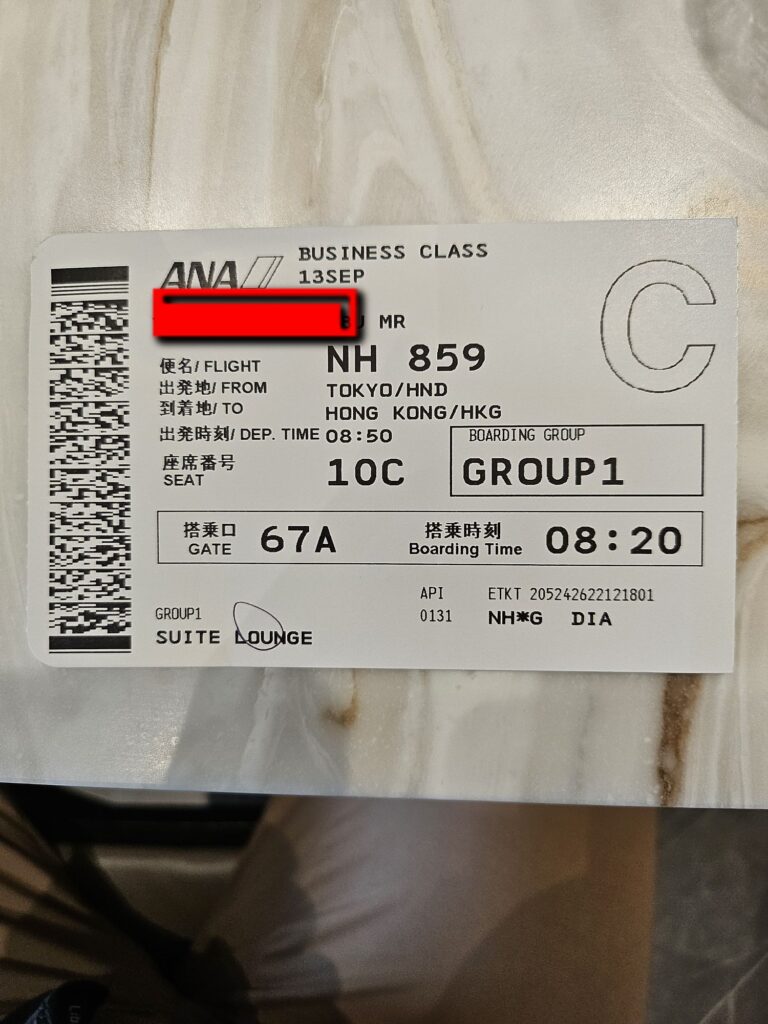 ANA
BUSINESS CLASS
13SEP
MR
便名/ FLIGHT NH 859
出発地/ FROM TOKYO/HND
到着地/ TO HONG KONG/HKG
出発時刻/ DEP. TIME 08:50
座席番号
SEAT 10C
BOARDING GROUP
GROUP1
C
搭乗口
GATE 67A
搭乗時刻
Boarding Time 08:20
API ETKT 205242622121801
0131 NH*G DIA
GROUP1
SUITE LOUNGE